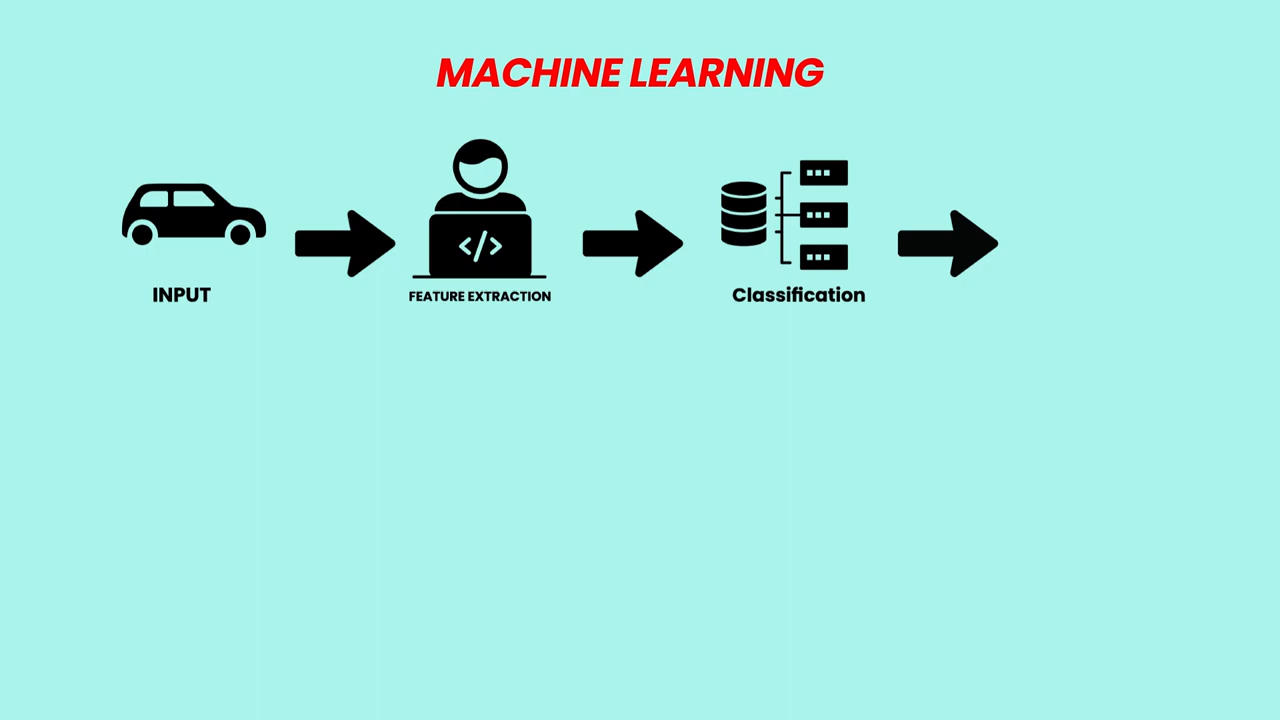 MACHINE LEARNING
INPUT
FEATURE EXTRACTION
Classification